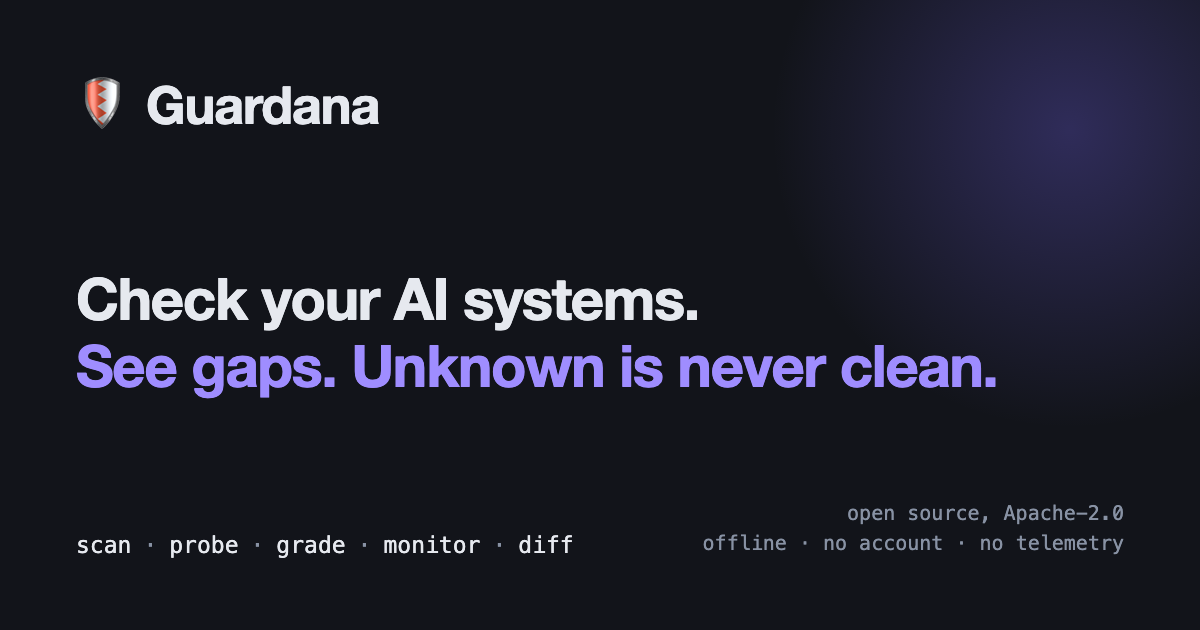 Guardana
Check your AI systems.
See gaps. Unknown is never clean.
scan · probe · grade · monitor · diff
open source, Apache-2.0
offline · no account · no telemetry